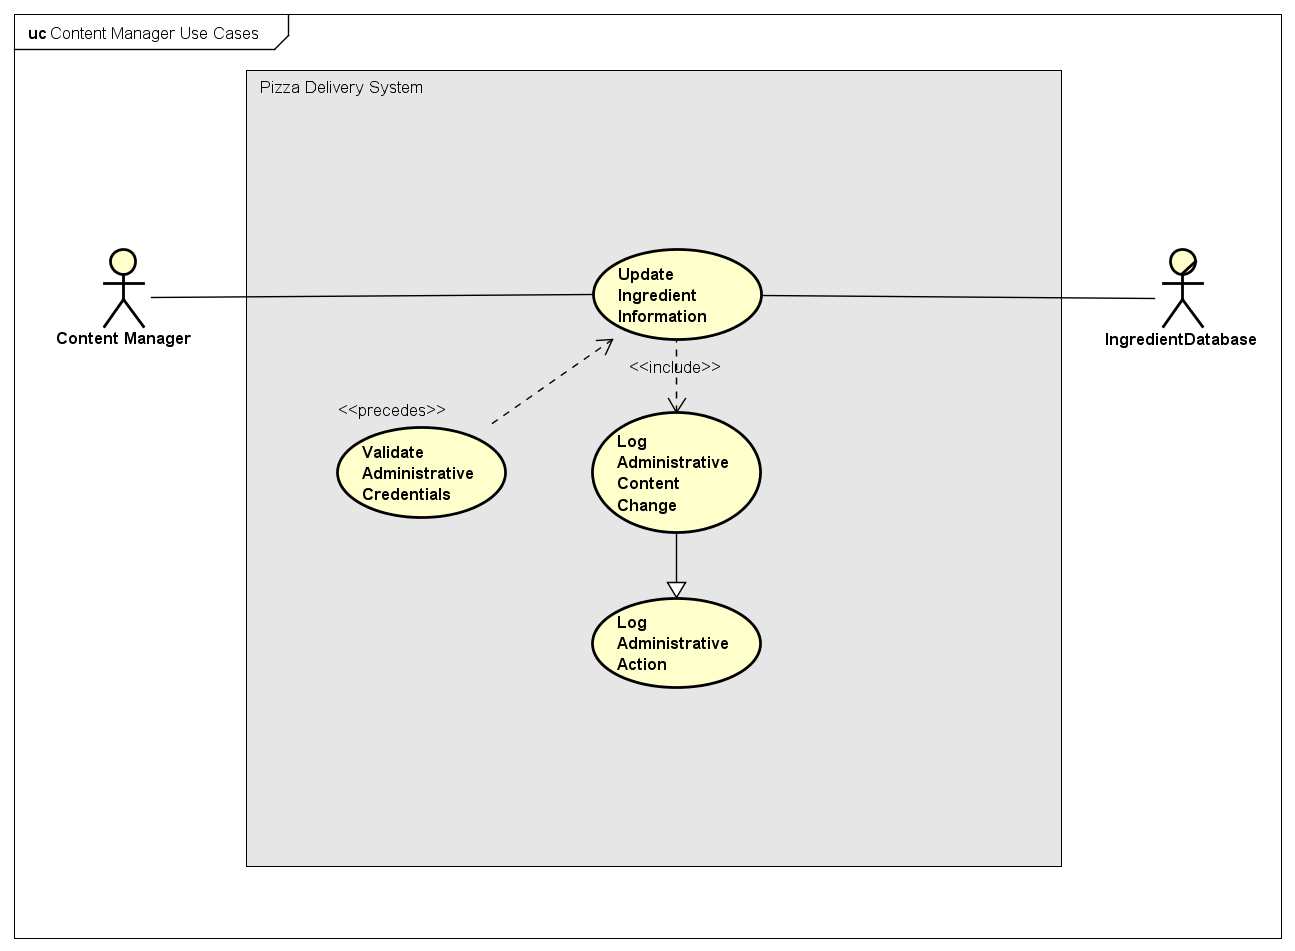 uc Content Manager Use Cases
Pizza Delivery System
Update
Ingredient
Information
Content Manager
IngredientDatabase
<<include>>
<<precedes>>
Validate
Administrative
Credentials
Log
Administrative
Content
Change
Log
Administrative
Action